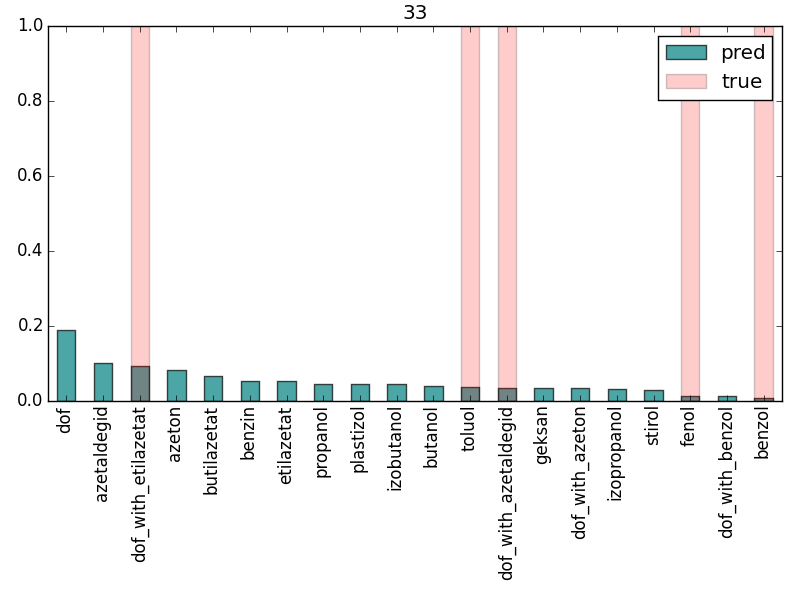 33
1.0
0.8
0.6
0.4
0.2
0.0
pred
true
dof
azetaldegid
dof_with_etilazetat
azeton
butilazetat
benzin
etilazetat
propanol
plastizol
izobutanol
butanol
toluol
dof_with_azetaldegid
geksan
dof_with_azeton
izopropanol
stirol
fenol
dof_with_benzol
benzol